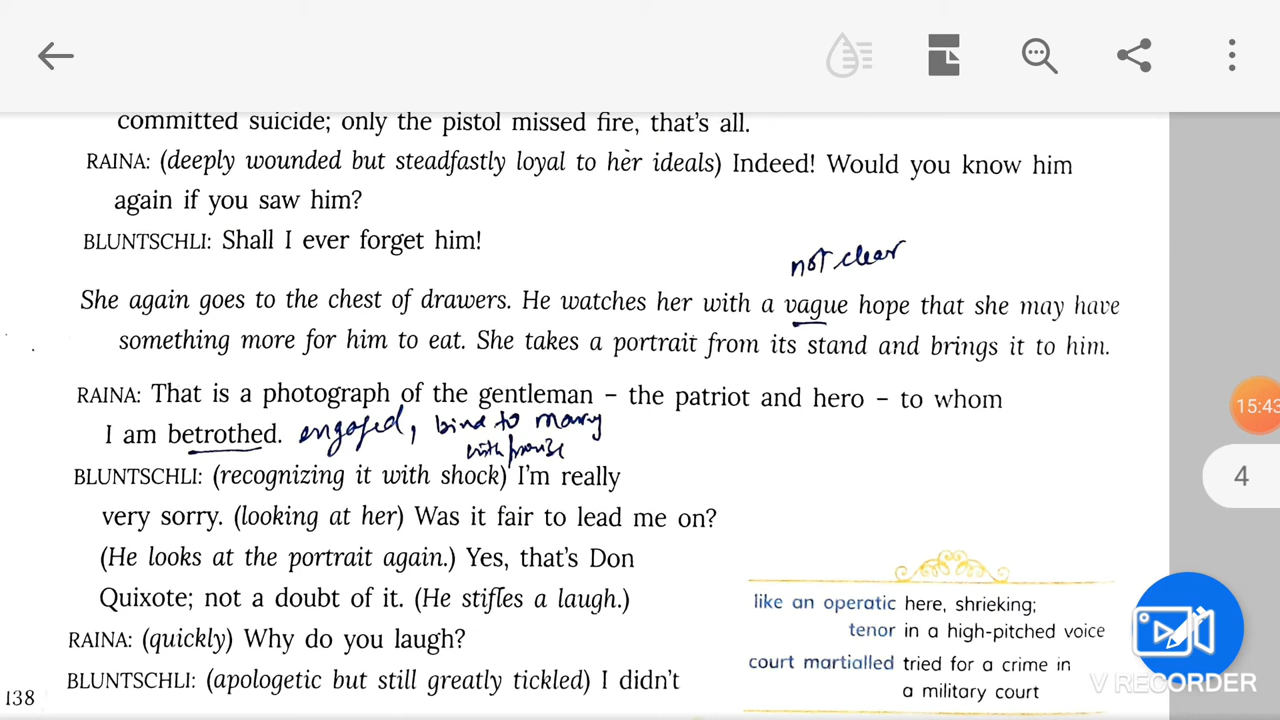 committed suicide; only the pistol missed fire, that's all.
RAINA: (deeply wounded but steadfastly loyal to her ideals) Indeed! Would you know him
again if you saw him?
BLUNTSCHLI: Shall I ever forget him!
not clear
She again goes to the chest of drawers. He watches her with a vague hope that she may have
something more for him to eat. She takes a portrait from its stand and brings it to him.
RAINA: That is a photograph of the gentleman – the patriot and hero – to whom
I am betrothed. engaged, bind to marry
with promise
BLUNTSCHLI: (recognizing it with shock) I'm really
very sorry. (looking at her) Was it fair to lead me on?
(He looks at the portrait again.) Yes, that's Don
Quixote; not a doubt of it. (He stifles a laugh.)
RAINA: (quickly) Why do you laugh?
BLUNTSCHLI: (apologetic but still greatly tickled) I didn't
138
like an operatic here, shrieking;
tenor in a high-pitched voice
court martialled tried for a crime in
a military court
15:43
4
V RECORDER